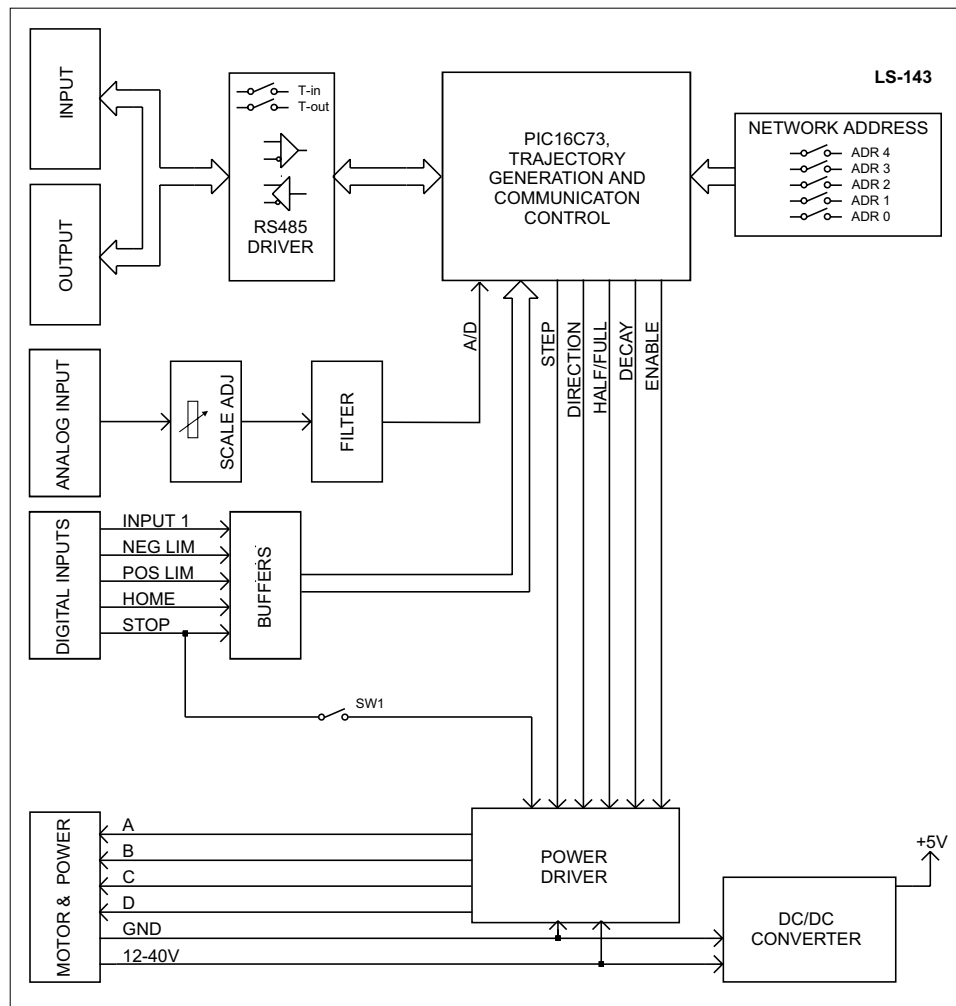 LS-143
INPUT
OUTPUT
T-in
T-out
RS485
DRIVER
PIC16C73,
TRAJECTORY
GENERATION AND
COMMUNICATON
CONTROL
NETWORK ADDRESS
ADR 4
ADR 3
ADR 2
ADR 1
ADR 0
ANALOG INPUT
SCALE ADJ
FILTER
A/D
STEP
DIRECTION
HALF/FULL
DECAY
ENABLE
DIGITAL INPUTS
INPUT 1
NEG LIM
POS LIM
HOME
STOP
BUFFERS
SW1
MOTOR & POWER
A
B
C
D
GND
12-40V
POWER
DRIVER
+5V
DC/DC
CONVERTER